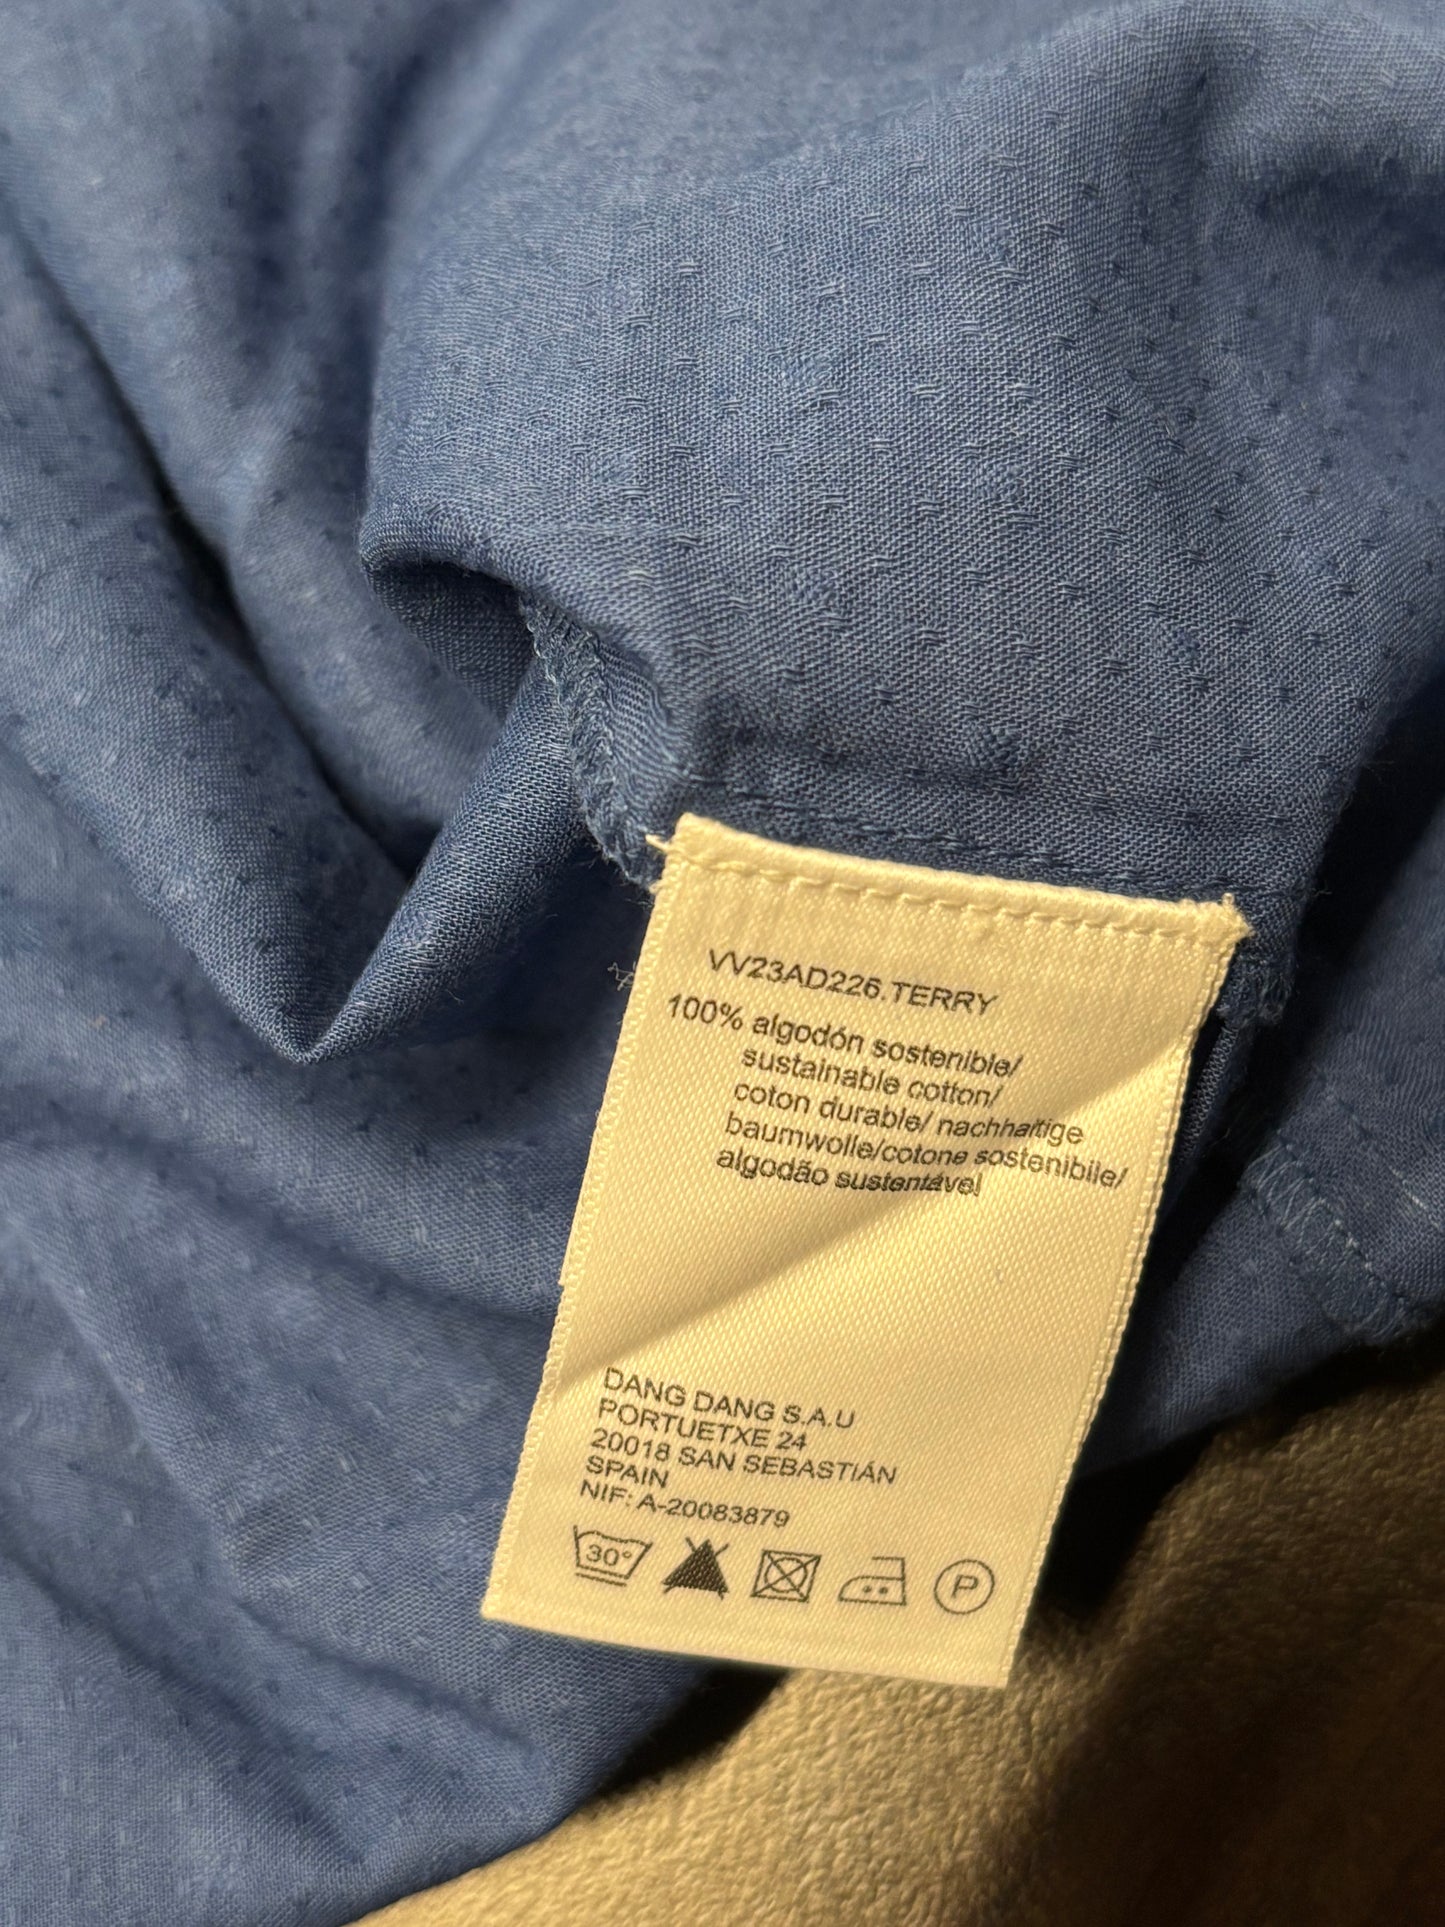 VV23AD226.TERRY
100% algodón sostenible/
sustainable cotton/
coton durable/ nachhaltige
baumwolle/cotone sostenibile/
algodão sustentável
DANG DANG S.A.U
PORTUETXE 24
20018 SAN SEBASTIÁN
SPAIN
NIF: A-20083879
30°
P